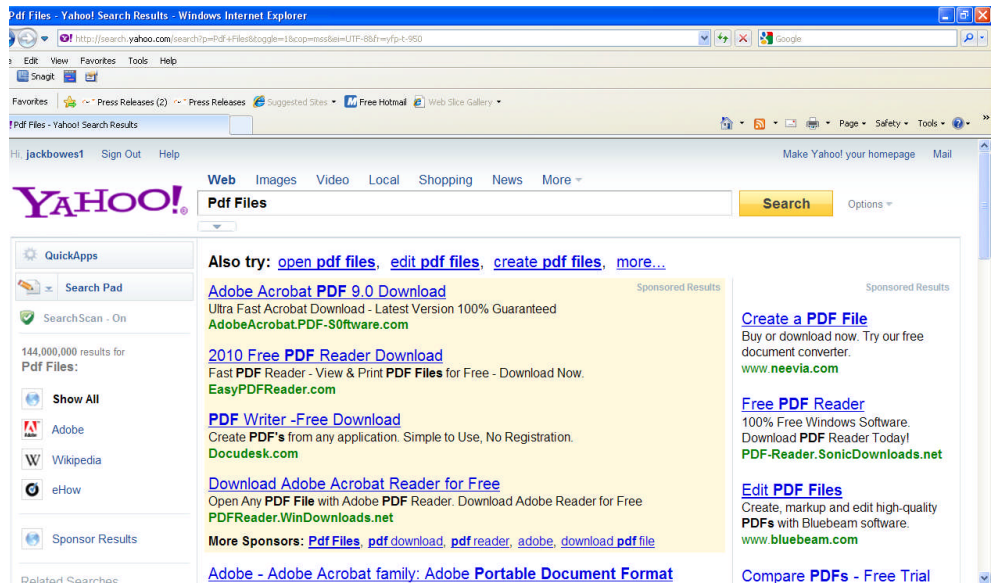 Pdf Files - Yahoo! Search Results - Windows Internet Explorer
http://search.yahoo.com/search?p=Pdf+Files&toggle=1&cop=mss&ei=UTF-8&fr=yfp-t-950
Google
Edit View Favorites Tools Help
Snagit
Favorites Press Releases (2) Press Releases Suggested Sites Free Hotmail Web Slice Gallery
Pdf Files - Yahoo! Search Results
Page Safety Tools
Hi, jackbowes1 Sign Out Help
Make Yahoo! your homepage Mail
YAHOO!
Web Images Video Local Shopping News More
Pdf Files
Search
Options
QuickApps
Search Pad
SearchScan - On
144,000,000 results for
Pdf Files:
Show All
Adobe
Wikipedia
eHow
Sponsor Results
Related Searches
Also try: open pdf files, edit pdf files, create pdf files, more...
Sponsored Results
Adobe Acrobat PDF 9.0 Download
Ultra Fast Acrobat Download - Latest Version 100% Guaranteed
AdobeAcrobat.PDF-S0ftware.com
2010 Free PDF Reader Download
Fast PDF Reader - View & Print PDF Files for Free - Download Now.
EasyPDFReader.com
PDF Writer -Free Download
Create PDF's from any application. Simple to Use, No Registration.
Docudesk.com
Download Adobe Acrobat Reader for Free
Open Any PDF File with Adobe PDF Reader. Download Adobe Reader for Free
PDFReader.WinDownloads.net
More Sponsors: Pdf Files, pdf download, pdf reader, adobe, download pdf file
Adobe - Adobe Acrobat family: Adobe Portable Document Format
Sponsored Results
Create a PDF File
Buy or download now. Try our free
document converter.
www.neevia.com
Free PDF Reader
100% Free Windows Software.
Download PDF Reader Today!
PDF-Reader.SonicDownloads.net
Edit PDF Files
Create, markup and edit high-quality
PDFs with Bluebeam software.
www.bluebeam.com
Compare PDFs - Free Trial